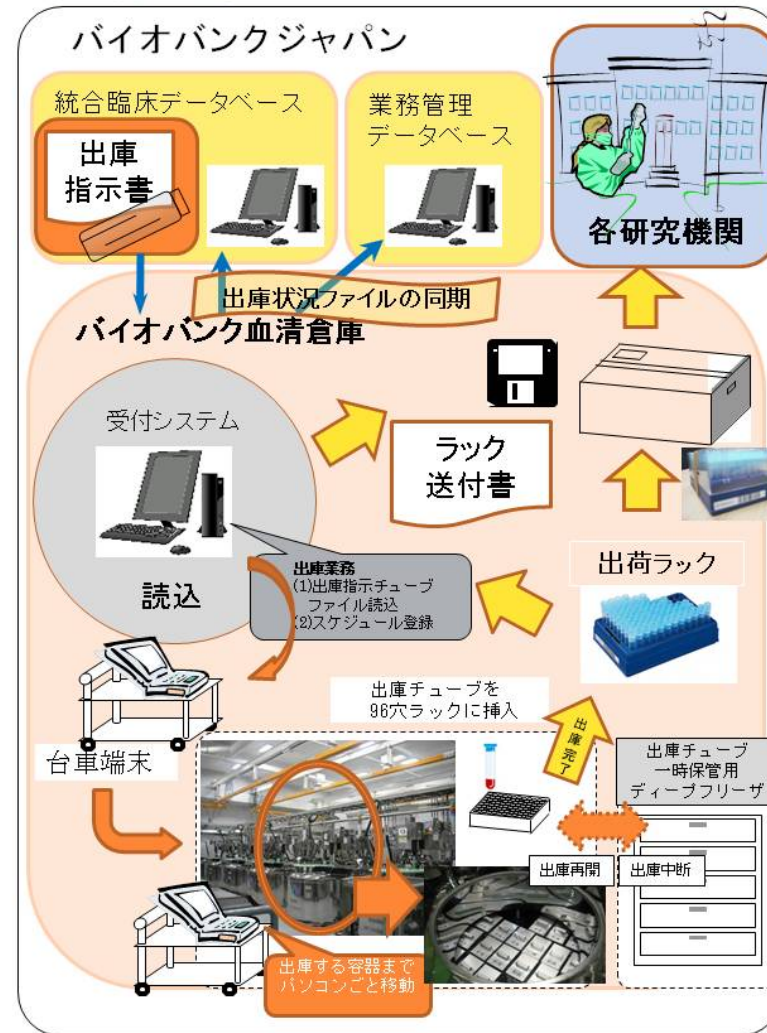 バイオバンクジャパン
統合臨床データベース
出庫
指示書
業務管理
データベース
各研究機関
出庫状況ファイルの同期
バイオバンク血清倉庫
受付システム
読込
ラック
送付書
出庫業務
(1)出庫指示チューブ
ファイル読込
(2)スケジュール登録
出荷ラック
出庫チューブを
96穴ラックに挿入
出庫完了
台車端末
出庫チューブ
一時保管用
ディープフリーザ
出庫再開
出庫中断
出庫する容器まで
パソコンごと移動